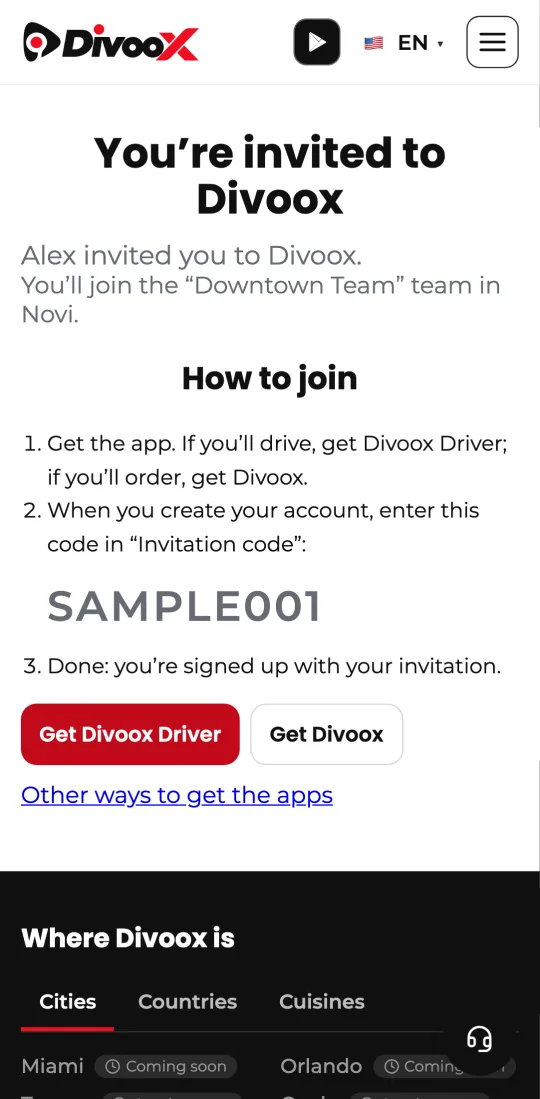 DivooX
EN
You’re invited to
Divoox
Alex invited you to Divoox.
You’ll join the “Downtown Team” team in
Novi.
How to join
1. Get the app. If you’ll drive, get Divoox Driver;
if you’ll order, get Divoox.
2. When you create your account, enter this
code in “Invitation code”:
SAMPLE001
3. Done: you’re signed up with your invitation.
Get Divoox Driver Get Divoox
Other ways to get the apps
Where Divoox is
Cities Countries Cuisines
Miami Coming soon Orlando